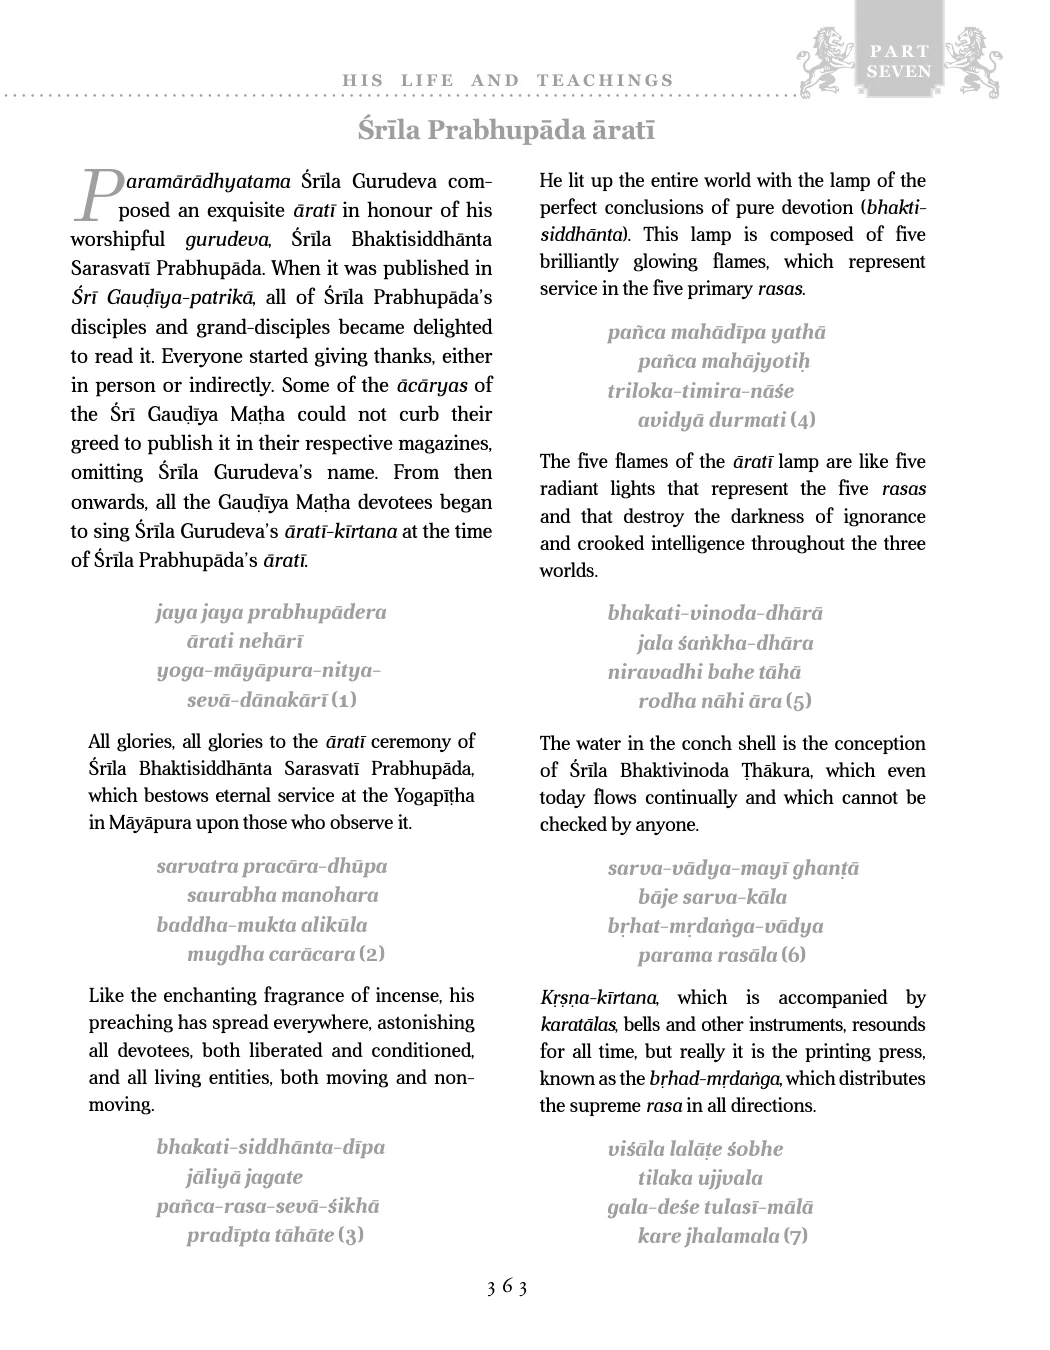 PART
SEVEN
HIS LIFE AND TEACHINGS
Śrīla Prabhupāda āratī
Paramārādhyatama Śrīla Gurudeva com-
posed an exquisite āratī in honour of his
worshipful gurudeva, Śrīla Bhaktisiddhānta
Sarasvatī Prabhupāda. When it was published in
Śrī Gauḍīya-patrikā, all of Śrīla Prabhupāda’s
disciples and grand-disciples became delighted
to read it. Everyone started giving thanks, either
in person or indirectly. Some of the ācāryas of
the Śrī Gauḍīya Maṭha could not curb their
greed to publish it in their respective magazines,
omitting Śrīla Gurudeva’s name. From then
onwards, all the Gauḍīya Maṭha devotees began
to sing Śrīla Gurudeva’s āratī-kīrtana at the time
of Śrīla Prabhupāda’s āratī.
jaya jaya prabhupādera
ārati nehārī
yoga-māyāpura-nitya-
sevā-dānakārī (1)
All glories, all glories to the āratī ceremony of
Śrīla Bhaktisiddhānta Sarasvatī Prabhupāda,
which bestows eternal service at the Yogapīṭha
in Māyāpura upon those who observe it.
sarvatra pracāra-dhūpa
saurabha manohara
baddha-mukta alikūla
mugdha carācara (2)
Like the enchanting fragrance of incense, his
preaching has spread everywhere, astonishing
all devotees, both liberated and conditioned,
and all living entities, both moving and non-
moving.
bhakati-siddhānta-dīpa
jāliyā jagate
pañca-rasa-sevā-śikhā
pradīpta tāhāte (3)
He lit up the entire world with the lamp of the
perfect conclusions of pure devotion (bhakti-
siddhānta). This lamp is composed of five
brilliantly glowing flames, which represent
service in the five primary rasas.
pañca mahādīpa yathā
pañca mahājyotiḥ
triloka-timira-nāśe
avidyā durmati (4)
The five flames of the āratī lamp are like five
radiant lights that represent the five rasas
and that destroy the darkness of ignorance
and crooked intelligence throughout the three
worlds.
bhakati-vinoda-dhārā
jala śaṅkha-dhāra
niravadhi bahe tāhā
rodha nāhi āra (5)
The water in the conch shell is the conception
of Śrīla Bhaktivinoda Ṭhākura, which even
today flows continually and which cannot be
checked by anyone.
sarva-vādya-mayī ghaṇṭā
bāje sarva-kāla
bṛhat-mṛdaṅga-vādya
parama rasāla (6)
Kṛṣṇa-kīrtana, which is accompanied by
karatālas, bells and other instruments, resounds
for all time, but really it is the printing press,
known as the bṛhad-mṛdaṅga, which distributes
the supreme rasa in all directions.
viśāla lalāṭe śobhe
tilaka ujjvala
gala-deśe tulasī-mālā
kare jhalamala (7)
363